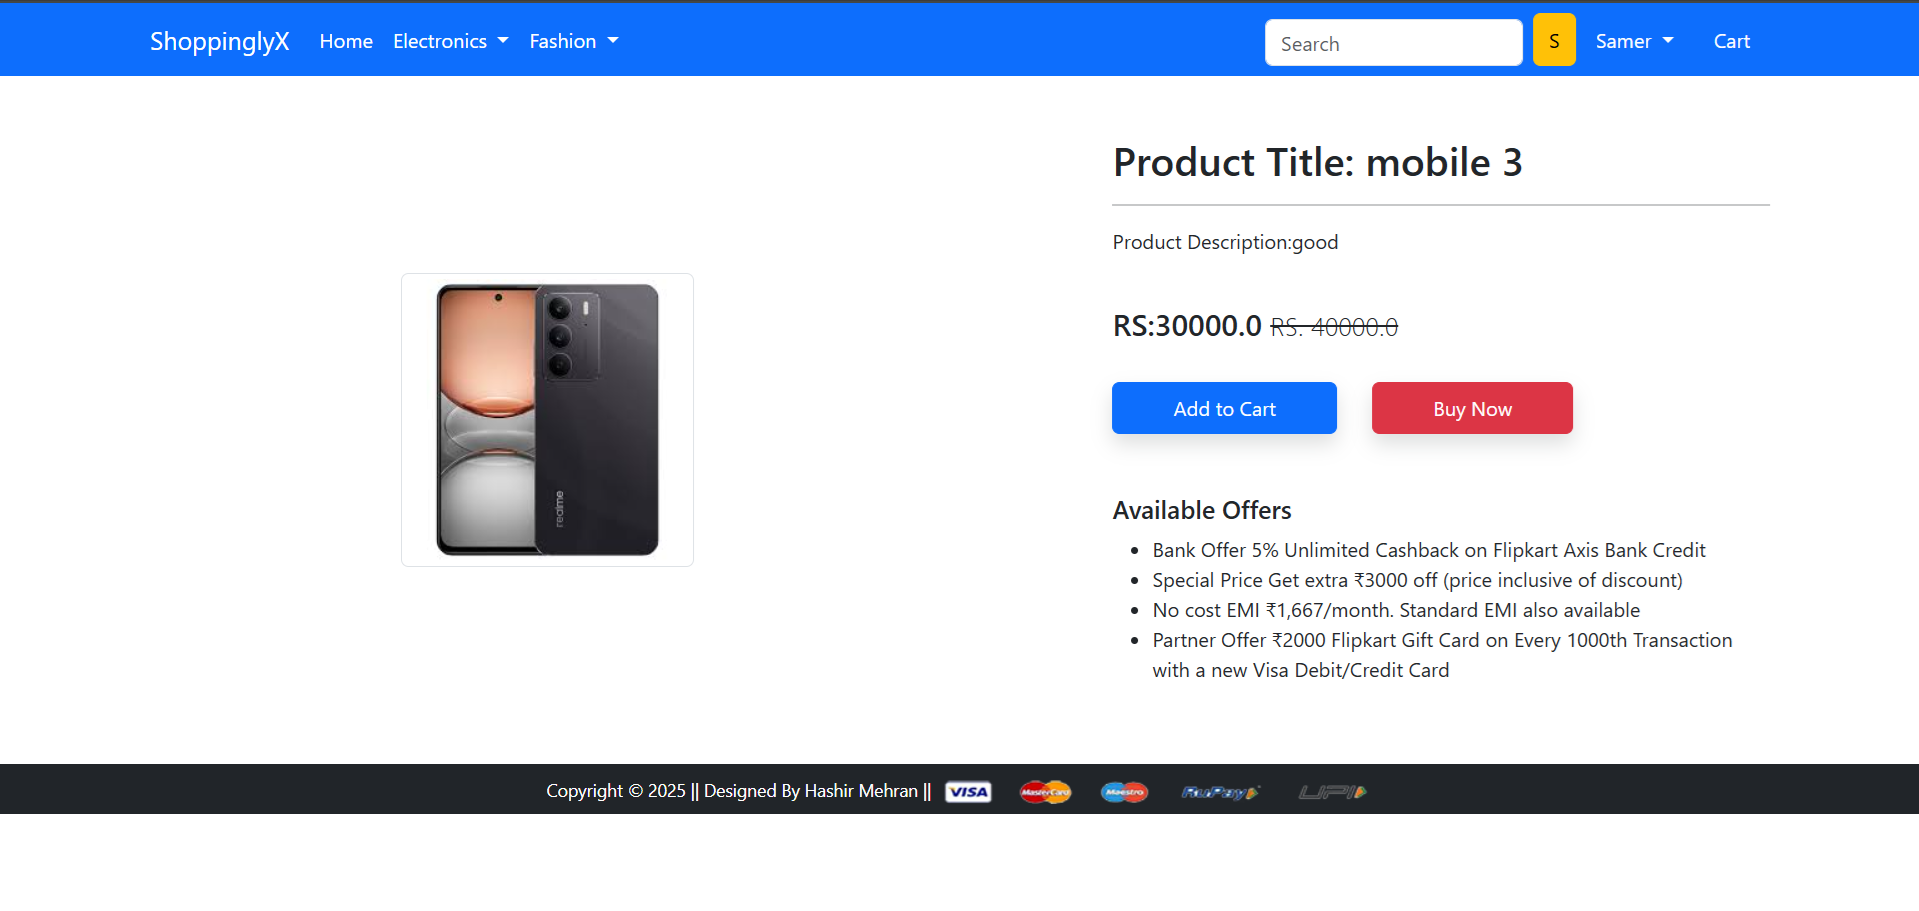 ShoppinglyX Home Electronics Fashion Search S Samer Cart
Product Title: mobile 3
Product Description:good
RS:30000.0 RS. 40000.0
Add to Cart Buy Now
realme
Available Offers
Bank Offer 5% Unlimited Cashback on Flipkart Axis Bank Credit
Special Price Get extra ₹3000 off (price inclusive of discount)
No cost EMI ₹1,667/month. Standard EMI also available
Partner Offer ₹2000 Flipkart Gift Card on Every 1000th Transaction
with a new Visa Debit/Credit Card
Copyright © 2025 || Designed By Hashir Mehran || VISA MasterCard Maestro RuPay UPI